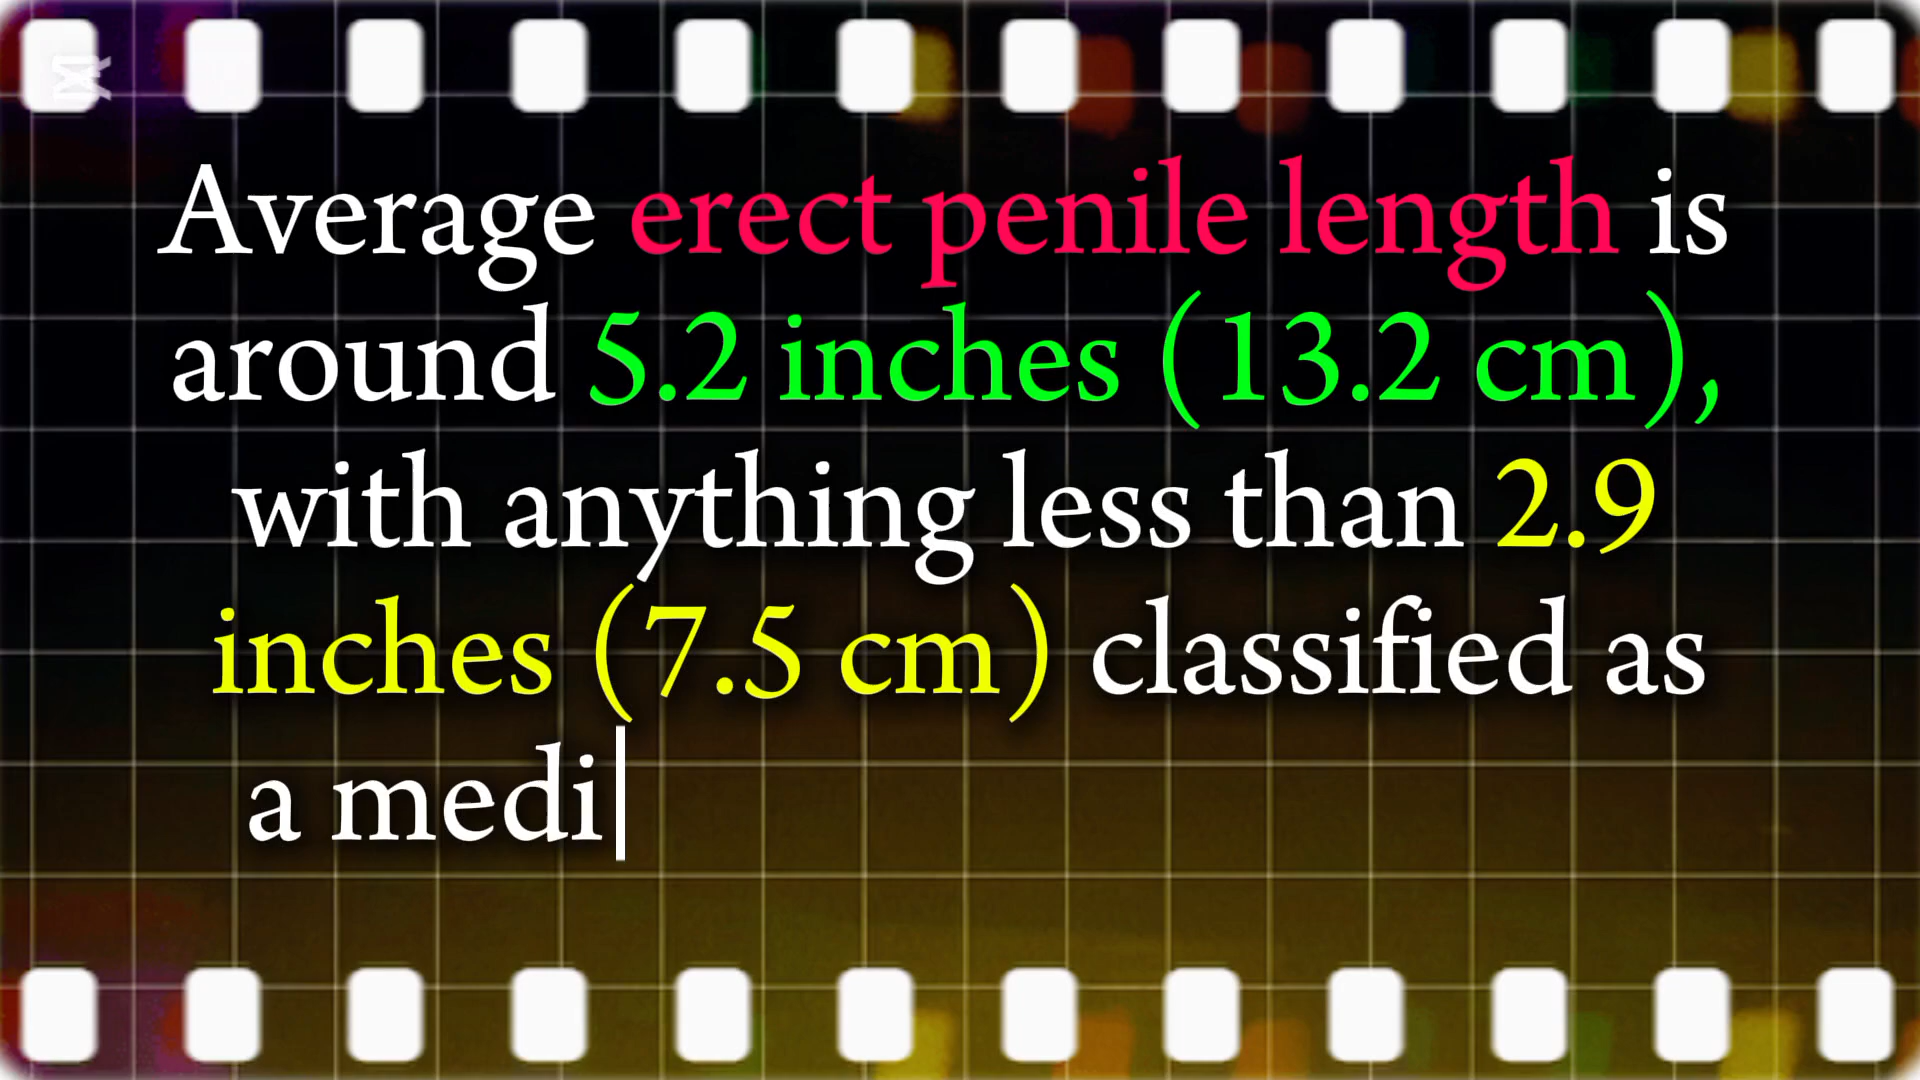 Average erect penile length is
around 5.2 inches (13.2 cm),
with anything less than 2.9
inches (7.5 cm) classified as
a medi